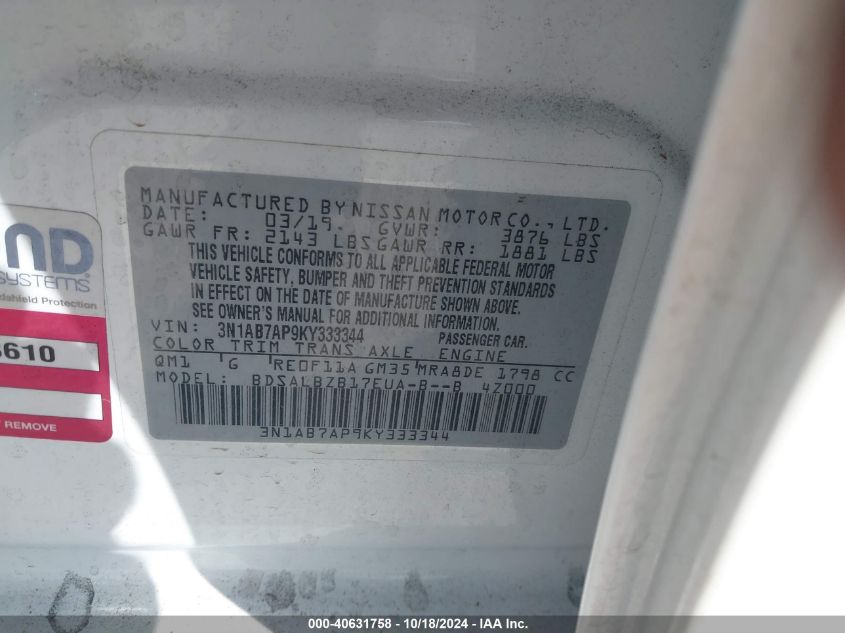 MANUFACTURED BY NISSAN MOTOR CO., LTD.
DATE: 03/19. GVWR: 3876 LBS
GAWR FR: 2143 LBS GAWR RR: 1881 LBS
THIS VEHICLE CONFORMS TO ALL APPLICABLE FEDERAL MOTOR
VEHICLE SAFETY, BUMPER AND THEFT PREVENTION STANDARDS
IN EFFECT ON THE DATE OF MANUFACTURE SHOWN ABOVE.
SEE OWNER'S MANUAL FOR ADDITIONAL INFORMATION.
VIN: 3N1AB7AP9KY333344 PASSENGER CAR.
COLOR TRIM TRANS AXLE ENGINE
QM1 G RE0F11A GM35 MRA8DE 1798 CC
MODEL: BDSALBZB17EUA-B--B 4Z000
3N1AB7AP9KY333344
ND
SYSTEMS
dshield Protection
610
T REMOVE
000-40631758 - 10/18/2024 - IAA Inc.